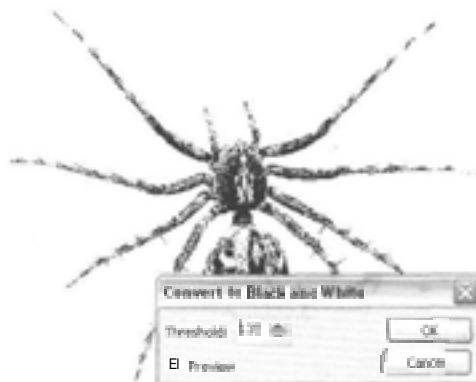 Convert to Black and White
Threshold:
OK
Preview
Cancel